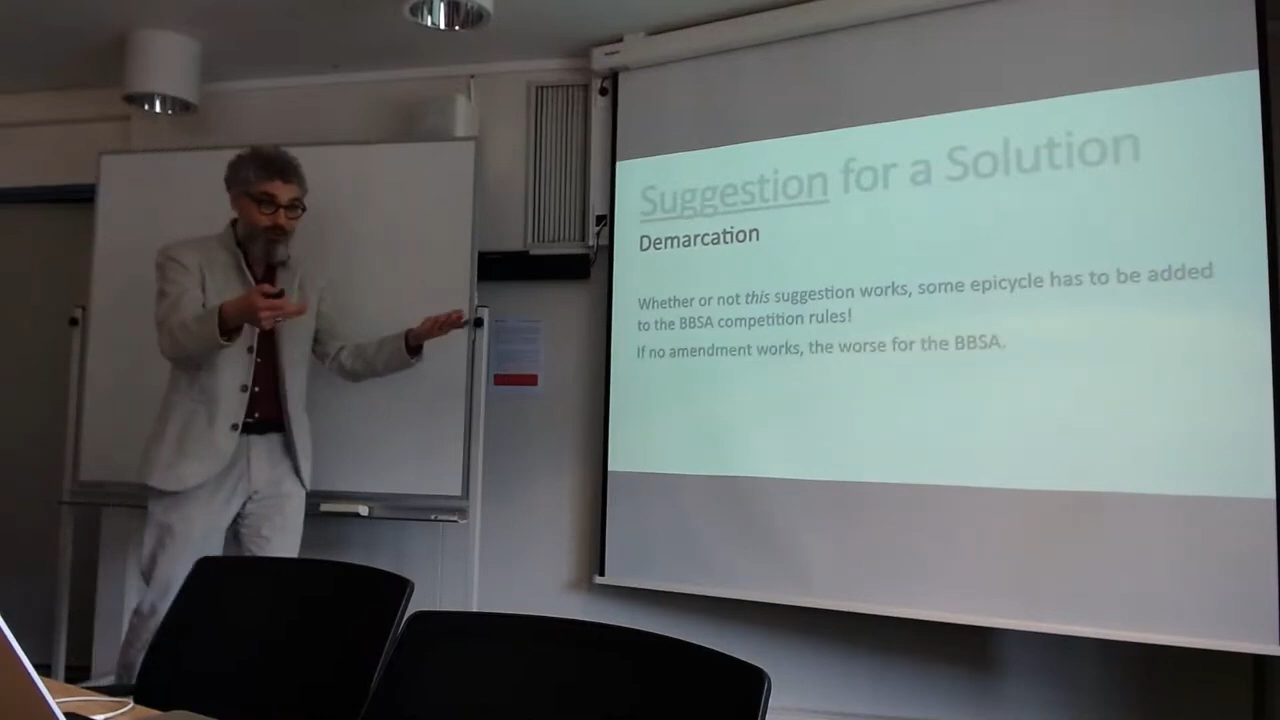 Suggestion for a Solution
Demarcation
Whether or not this suggestion works, some epicycle has to be added
to the BBSA competition rules!
If no amendment works, the worse for the BBSA.